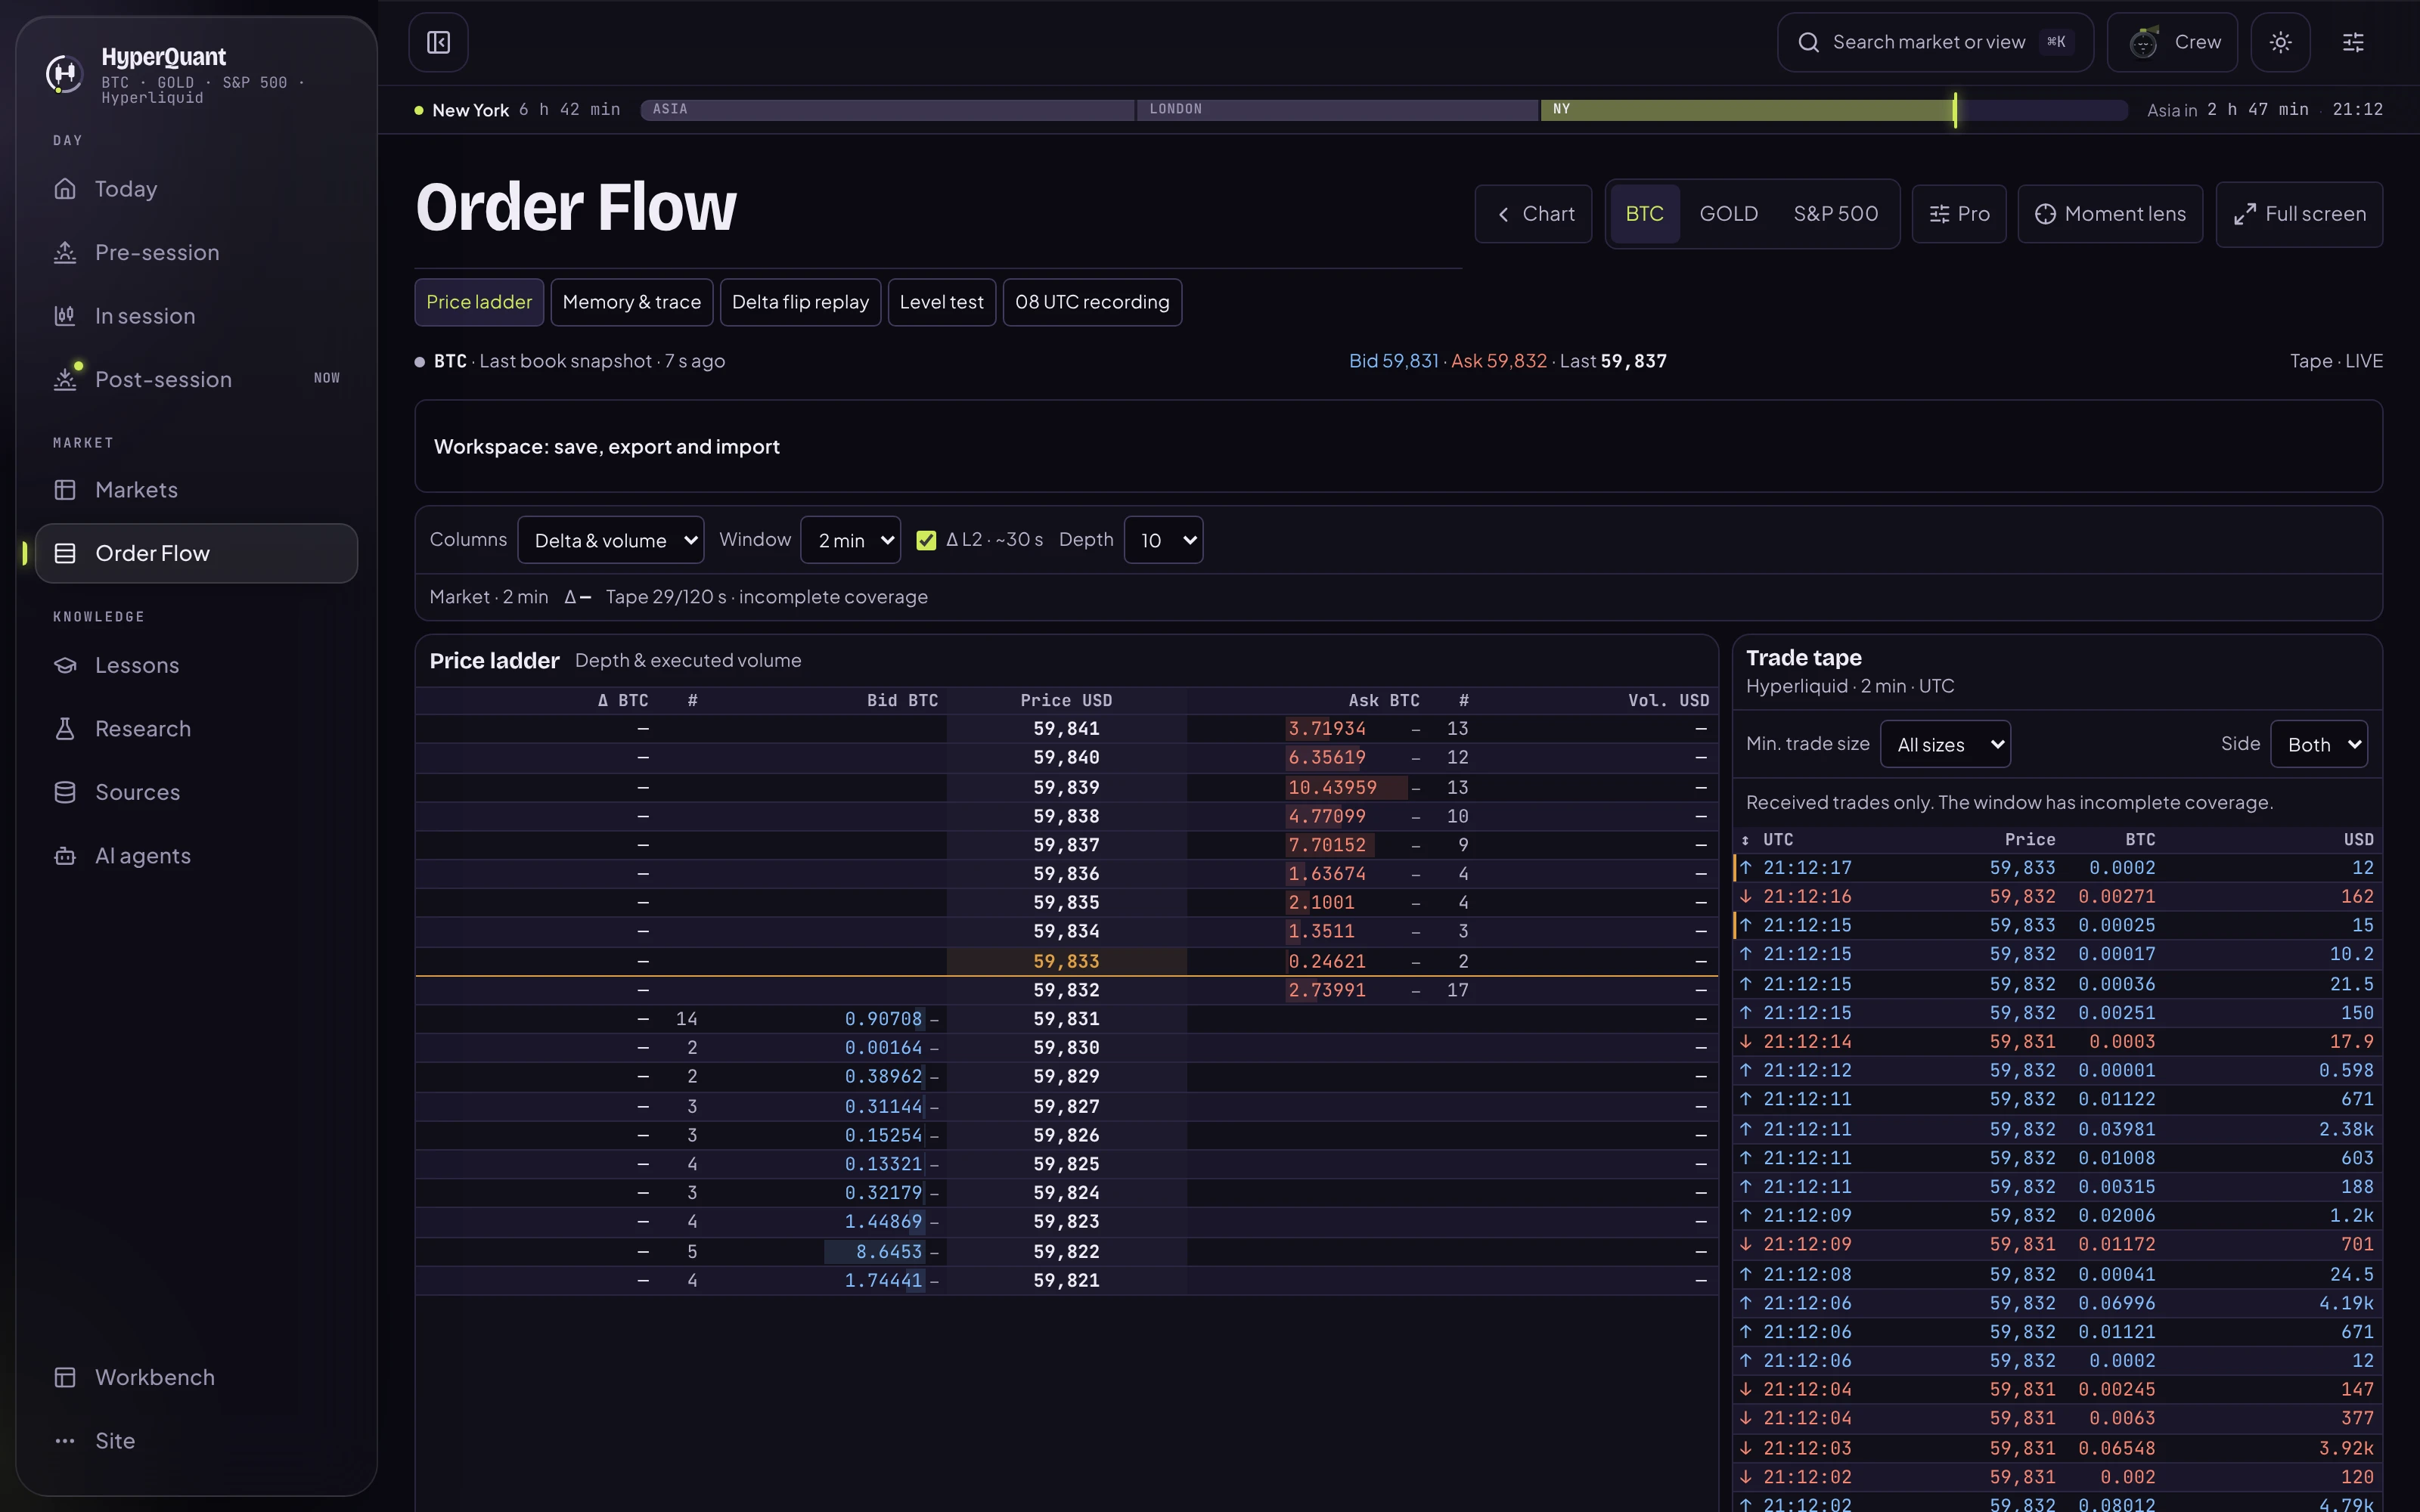 HyperQuant
BTC · GOLD · S&P 500 ·
Hyperliquid
DAY
Today
Pre-session
In session
Post-session NOW
MARKET
Markets
Order Flow
KNOWLEDGE
Lessons
Research
Sources
AI agents
Workbench
Site
Search market or view ⌘K
Crew
New York 6 h 42 min ASIA LONDON NY Asia in 2 h 47 min · 21:12
Order Flow
Chart BTC GOLD S&P 500 Pro Moment lens Full screen
Price ladder Memory & trace Delta flip replay Level test 08 UTC recording
BTC · Last book snapshot · 7 s ago Bid 59,831 · Ask 59,832 · Last 59,837 Tape · LIVE
Workspace: save, export and import
Columns Delta & volume Window 2 min Δ L2 · ~30 s Depth 10
Market · 2 min Δ – Tape 29/120 s · incomplete coverage
Price ladder Depth & executed volume
Δ BTC # Bid BTC Price USD Ask BTC # Vol. USD
— 59,841 3.71934 – 13 —
— 59,840 6.35619 – 12 —
— 59,839 10.43959 – 13 —
— 59,838 4.77099 – 10 —
— 59,837 7.70152 – 9 —
— 59,836 1.63674 – 4 —
— 59,835 2.1001 – 4 —
— 59,834 1.3511 – 3 —
— 59,833 0.24621 – 2 —
— 59,832 2.73991 – 17 —
— 14 0.90708 – 59,831 —
— 2 0.00164 – 59,830 —
— 2 0.38962 – 59,829 —
— 3 0.31144 – 59,827 —
— 3 0.15254 – 59,826 —
— 4 0.13321 – 59,825 —
— 3 0.32179 – 59,824 —
— 4 1.44869 – 59,823 —
— 5 8.6453 – 59,822 —
— 4 1.74441 – 59,821 —
Trade tape
Hyperliquid · 2 min · UTC
Min. trade size All sizes Side Both
Received trades only. The window has incomplete coverage.
↕ UTC Price BTC USD
↑ 21:12:17 59,833 0.0002 12
↓ 21:12:16 59,832 0.00271 162
↑ 21:12:15 59,833 0.00025 15
↑ 21:12:15 59,832 0.00017 10.2
↑ 21:12:15 59,832 0.00036 21.5
↑ 21:12:15 59,832 0.00251 150
↓ 21:12:14 59,831 0.0003 17.9
↑ 21:12:12 59,832 0.00001 0.598
↑ 21:12:11 59,832 0.01122 671
↑ 21:12:11 59,832 0.03981 2.38k
↑ 21:12:11 59,832 0.01008 603
↑ 21:12:11 59,832 0.00315 188
↑ 21:12:09 59,832 0.02006 1.2k
↓ 21:12:09 59,831 0.01172 701
↑ 21:12:08 59,832 0.00041 24.5
↑ 21:12:06 59,832 0.06996 4.19k
↑ 21:12:06 59,832 0.01121 671
↑ 21:12:06 59,832 0.0002 12
↓ 21:12:04 59,831 0.00245 147
↓ 21:12:04 59,831 0.0063 377
↓ 21:12:03 59,831 0.06548 3.92k
↓ 21:12:02 59,831 0.002 120
↑ 21:12:02 59,832 0.08012 4.79k